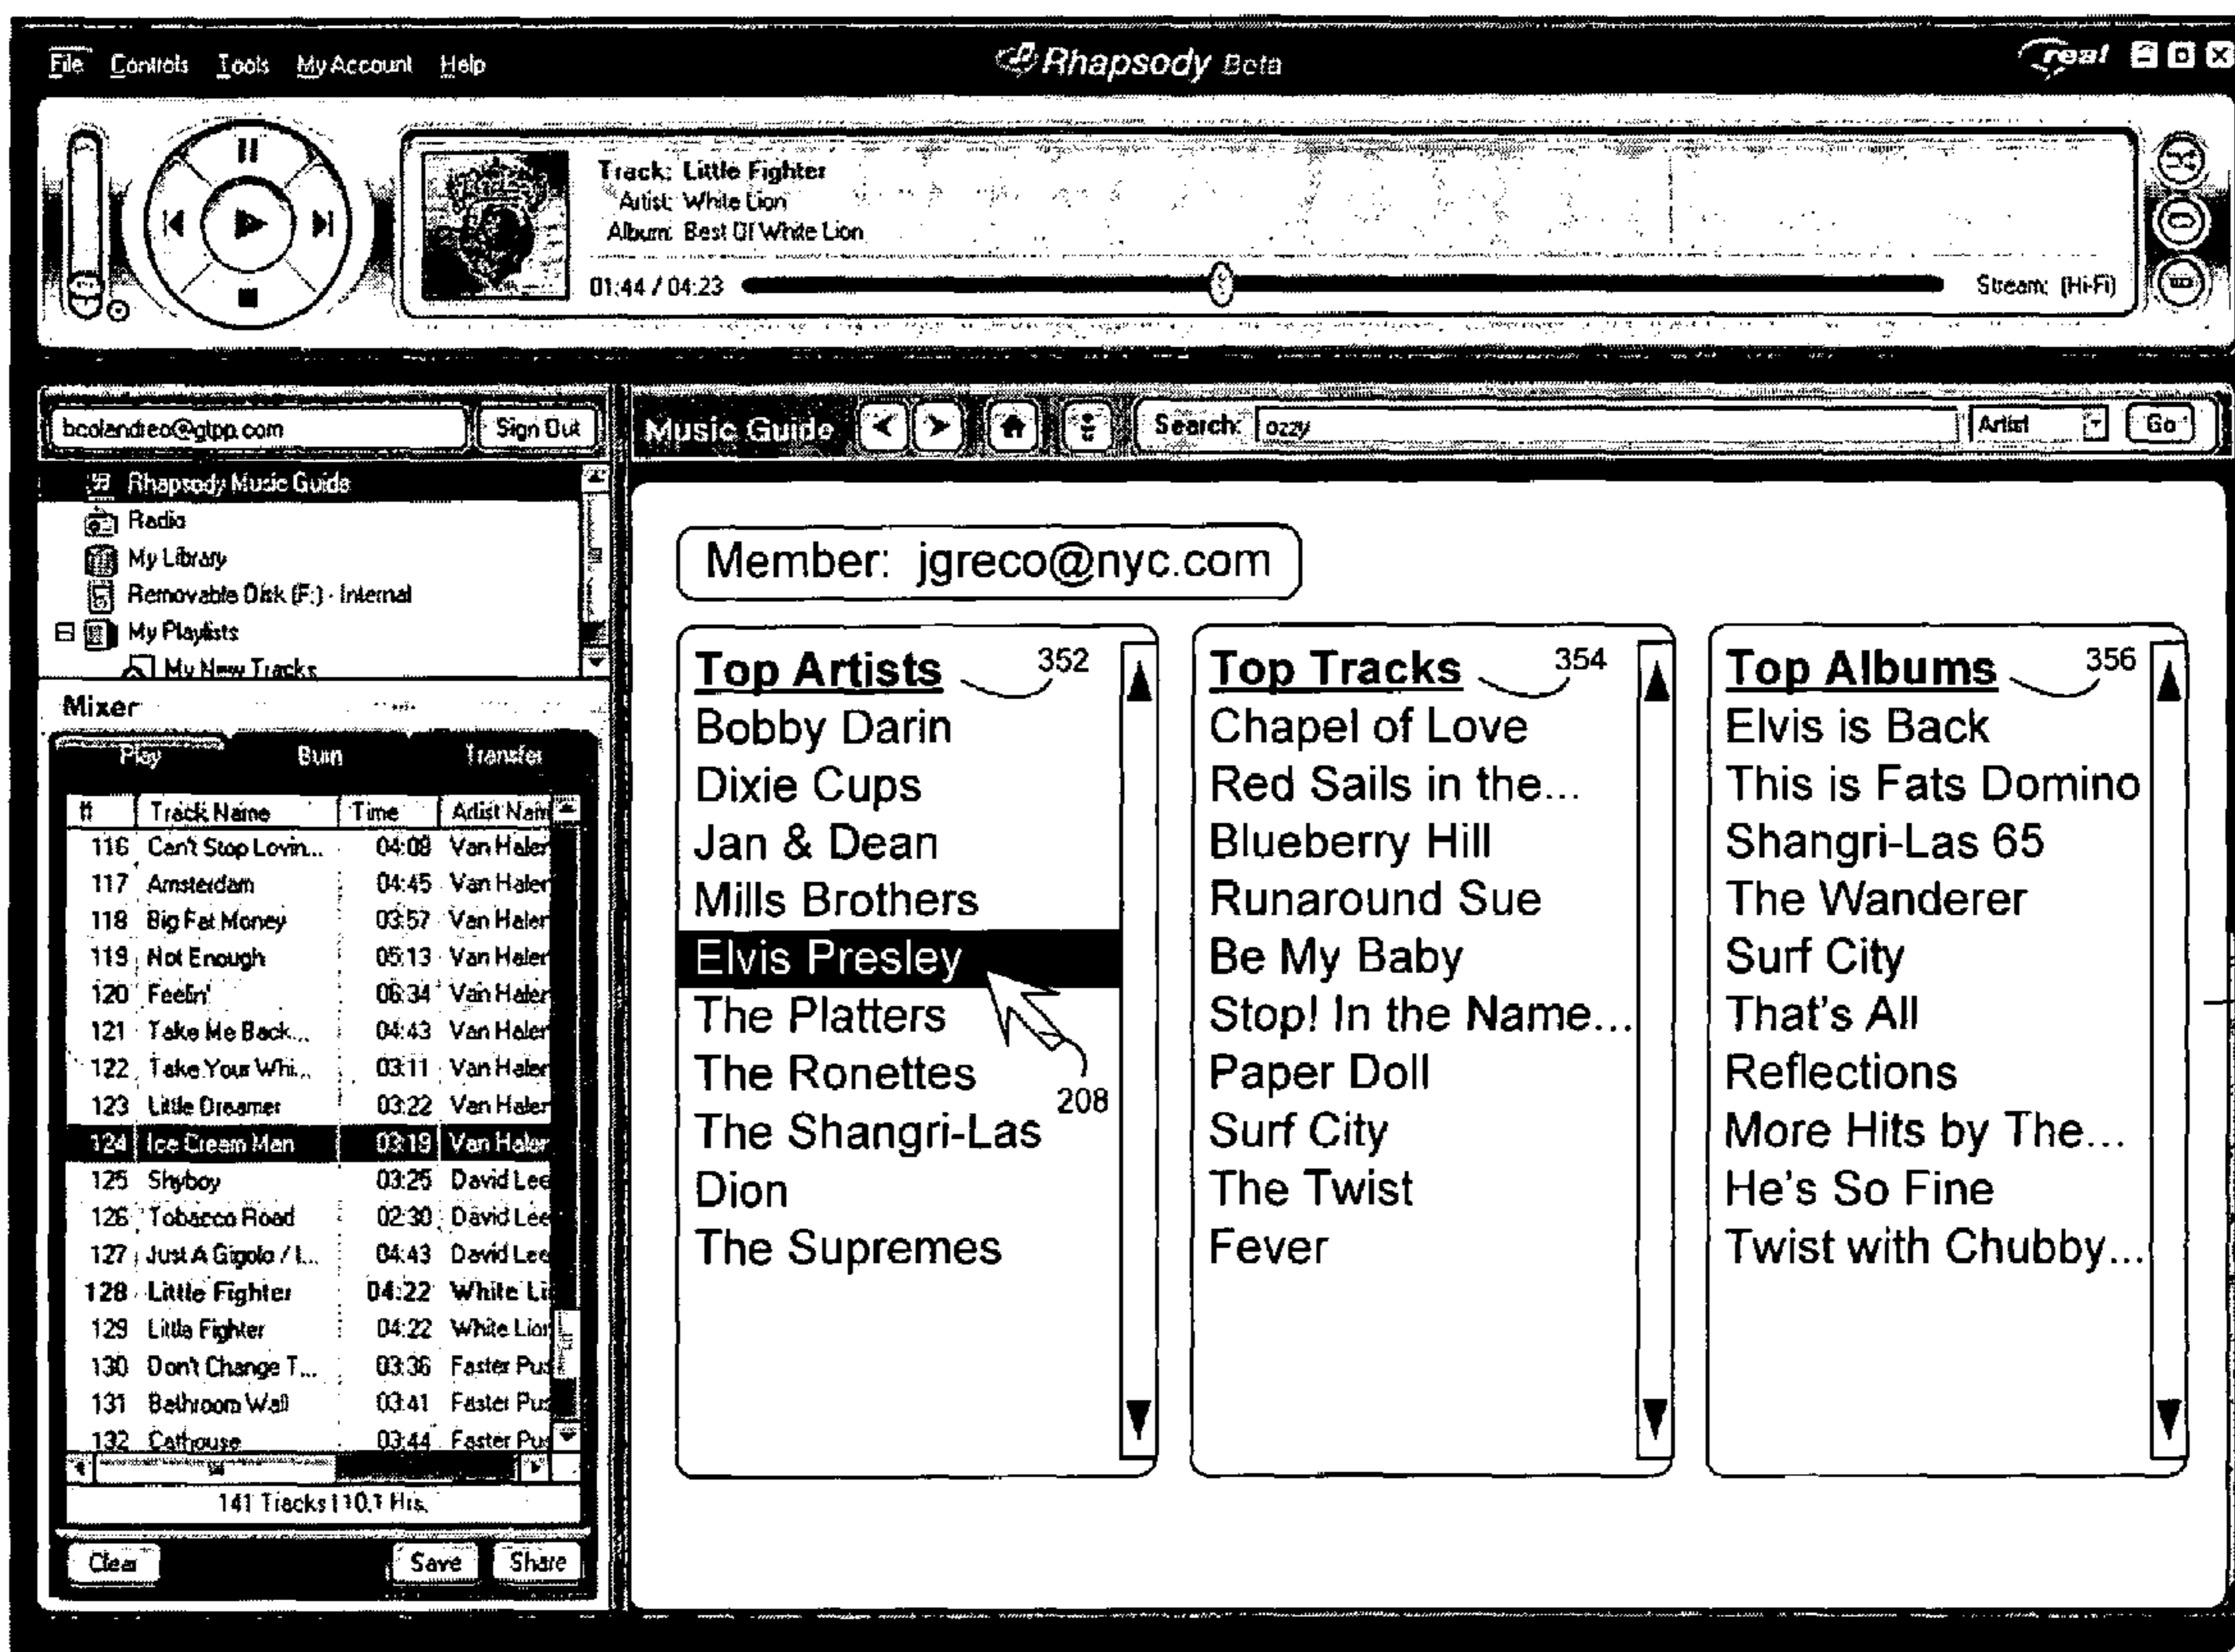 File Controls Tools My Account Help
Rhapsody Beta
real
Track: Little Fighter
Artist: White Lion
Album: Best Of White Lion
01:44 / 04:23
Stream: (Hi-Fi)
bcolandreo@gtpp.com Sign Out
Music Guide Search: ozzy Artist Go
Rhapsody Music Guide
Radio
My Library
Removable Disk (F:) - Internal
My Playlists
My New Tracks
Mixer
Play Burn Transfer
# Track Name Time Artist Nam
116 Can't Stop Lovin... 04:08 Van Halen
117 Amsterdam 04:45 Van Halen
118 Big Fat Money 03:57 Van Halen
119 Not Enough 05:13 Van Halen
120 Feelin' 06:34 Van Halen
121 Take Me Back... 04:43 Van Halen
122 Take Your Whi... 03:11 Van Halen
123 Little Dreamer 03:22 Van Halen
124 Ice Cream Man 03:19 Van Halen
125 Shyboy 03:25 David Lee
126 Tobacco Road 02:30 David Lee
127 Just A Gigolo / I... 04:43 David Lee
128 Little Fighter 04:22 White Li
129 Little Fighter 04:22 White Lion
130 Don't Change T... 03:36 Faster Pus
131 Bathroom Wall 03:41 Faster Pus
132 Cathouse 03:44 Faster Pus
141 Tracks 10.1 Hrs.
Clear Save Share
Member: jgreco@nyc.com
Top Artists 352
Bobby Darin
Dixie Cups
Jan & Dean
Mills Brothers
Elvis Presley
The Platters
The Ronettes
208
The Shangri-Las
Dion
The Supremes
Top Tracks 354
Chapel of Love
Red Sails in the...
Blueberry Hill
Runaround Sue
Be My Baby
Stop! In the Name...
Paper Doll
Surf City
The Twist
Fever
Top Albums 356
Elvis is Back
This is Fats Domino
Shangri-Las 65
The Wanderer
Surf City
That's All
Reflections
More Hits by The...
He's So Fine
Twist with Chubby...